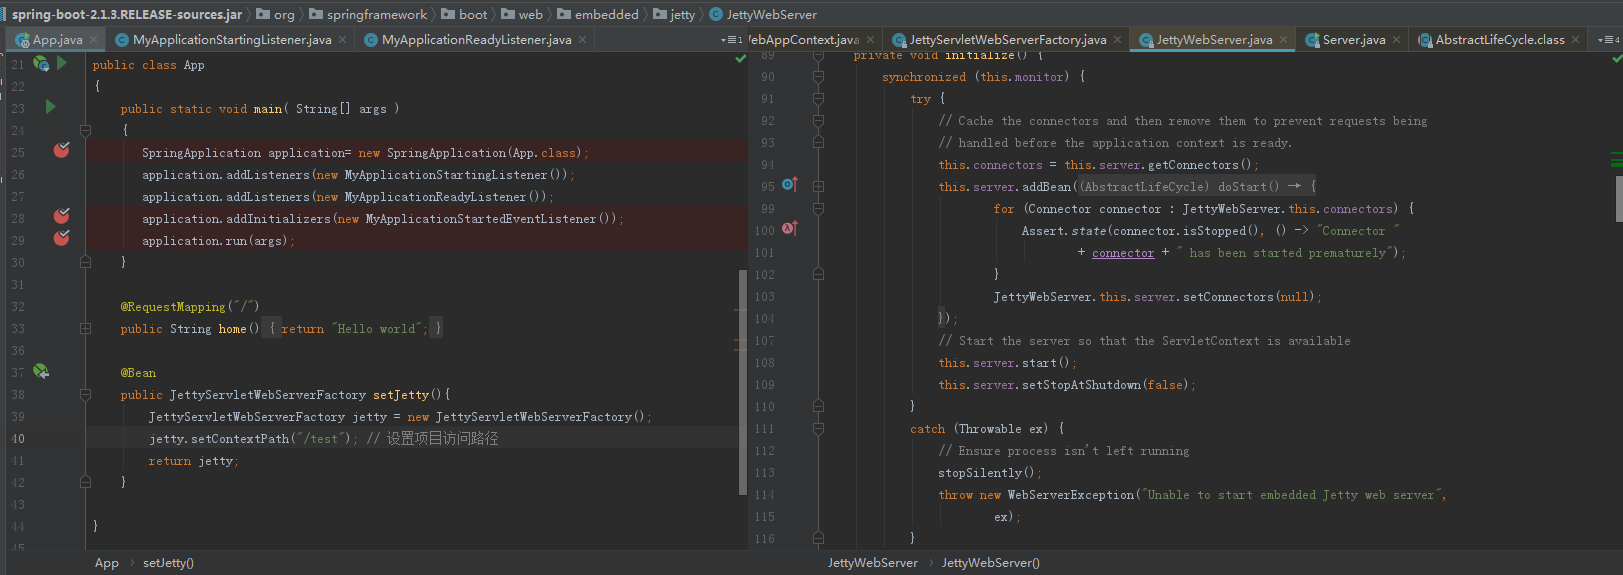 spring-boot-2.1.3.RELEASE-sources.jar org springframework boot web embedded jetty JettyWebServer
App.java MyApplicationStartingListener.java MyApplicationReadyListener.java 1
21 public class App
22 {
23 public static void main( String[] args )
24 {
25 SpringApplication application= new SpringApplication(App.class);
26 application.addListeners(new MyApplicationStartingListener());
27 application.addListeners(new MyApplicationReadyListener());
28 application.addInitializers(new MyApplicationStartedEventListener());
29 application.run(args);
30 }
31
32 @RequestMapping("/")
33 public String home() { return "Hello world"; }
36
37 @Bean
38 public JettyServletWebServerFactory setJetty(){
39 JettyServletWebServerFactory jetty = new JettyServletWebServerFactory();
40 jetty.setContextPath("/test"); // 设置项目访问路径
41 return jetty;
42 }
43
44 }
45
App setJetty()
WebAppContext.java JettyServletWebServerFactory.java JettyWebServer.java Server.java AbstractLifeCycle.class 4
89 private void initialize() {
90 synchronized (this.monitor) {
91 try {
92 // Cache the connectors and then remove them to prevent requests being
93 // handled before the application context is ready.
94 this.connectors = this.server.getConnectors();
95 this.server.addBean((AbstractLifeCycle) doStart() → {
99 for (Connector connector : JettyWebServer.this.connectors) {
100 Assert.state(connector.isStopped(), () -> "Connector "
101 + connector + " has been started prematurely");
102 }
103 JettyWebServer.this.server.setConnectors(null);
104 });
107 // Start the server so that the ServletContext is available
108 this.server.start();
109 this.server.setStopAtShutdown(false);
110 }
111 catch (Throwable ex) {
112 // Ensure process isn't left running
113 stopSilently();
114 throw new WebServerException("Unable to start embedded Jetty web server",
115 ex);
116 }
JettyWebServer JettyWebServer()